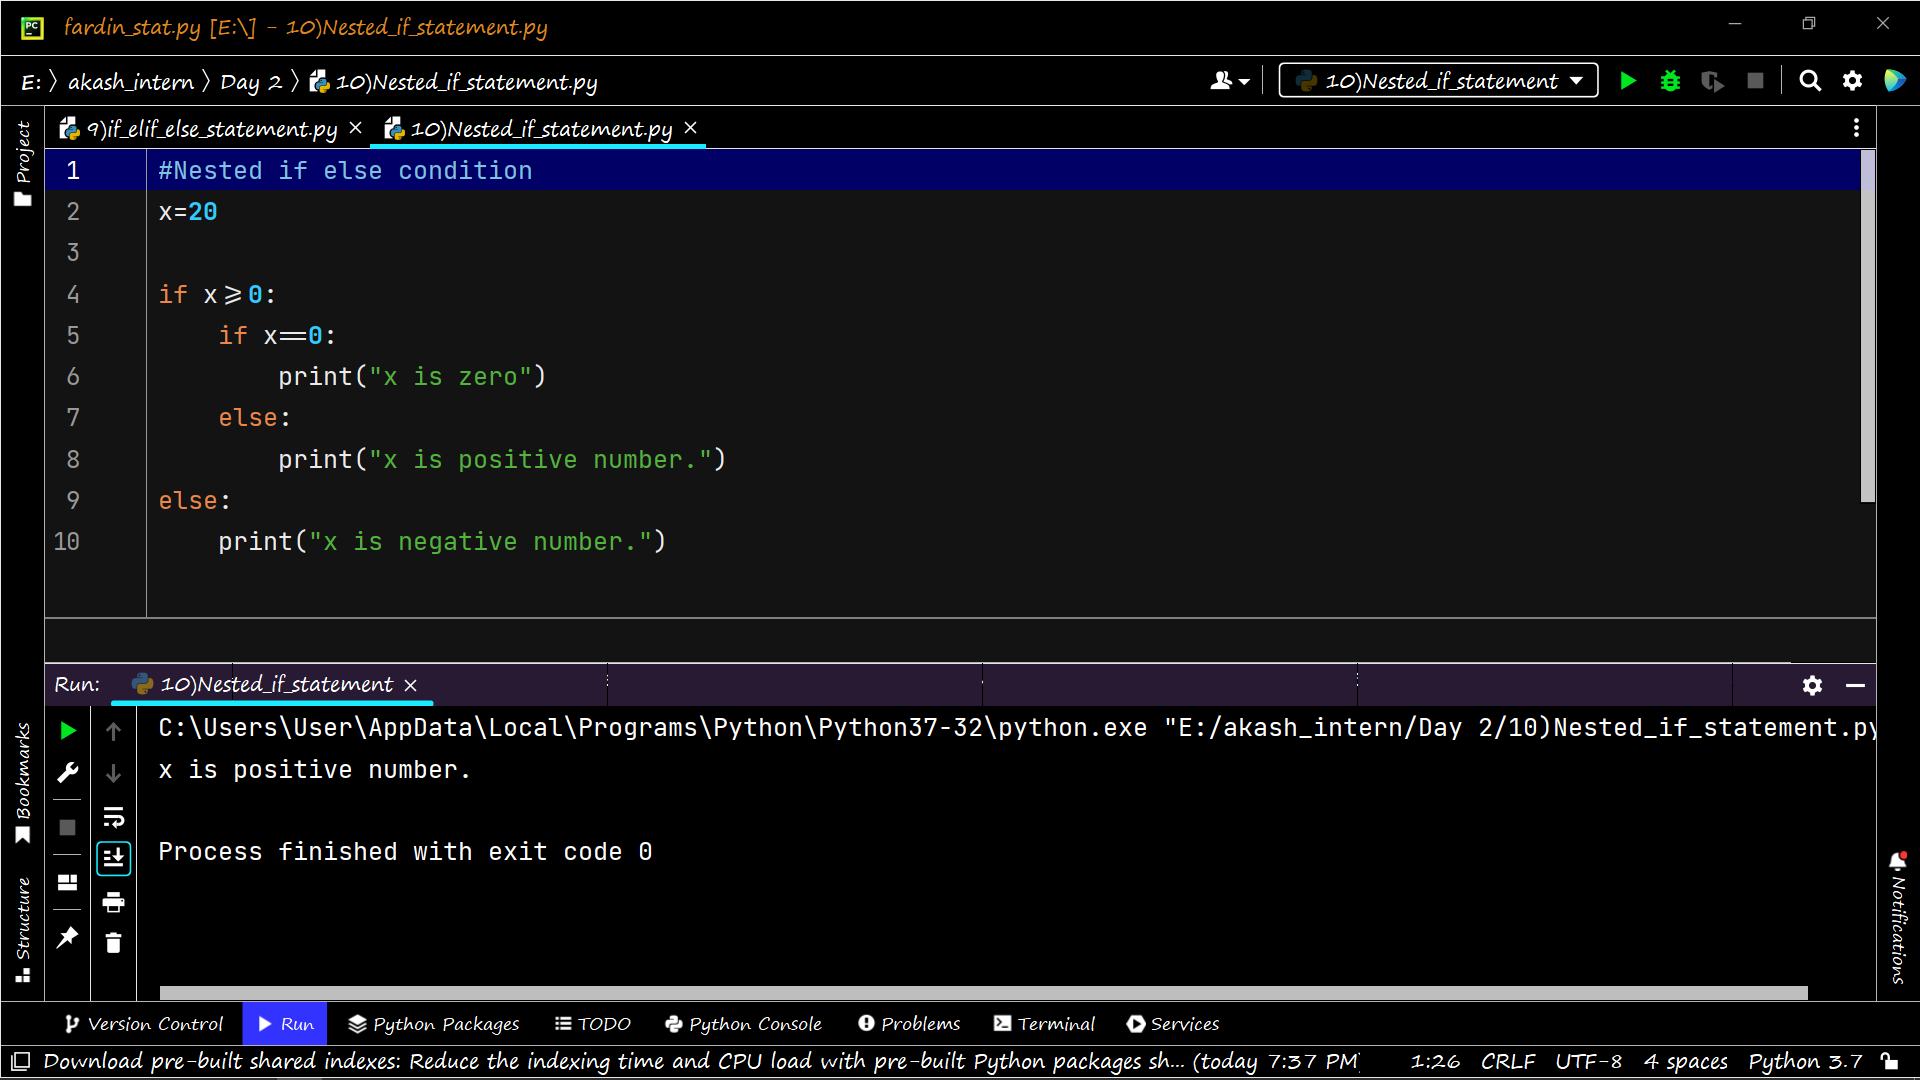 PC
fardin_stat.py [E:\] - 10)Nested_if_statement.py
E: akash_intern Day 2 10)Nested_if_statement.py
10)Nested_if_statement
9)if_elif_else_statement.py 10)Nested_if_statement.py
Project
1 #Nested if else condition
2 x=20
3
4 if x>=0:
5     if x==0:
6         print("x is zero")
7     else:
8         print("x is positive number.")
9 else:
10     print("x is negative number.")
Run: 10)Nested_if_statement
C:\Users\User\AppData\Local\Programs\Python\Python37-32\python.exe "E:/akash_intern/Day 2/10)Nested_if_statement.py
x is positive number.
Process finished with exit code 0
Bookmarks
Structure
Notifications
Version Control Run Python Packages TODO Python Console Problems Terminal Services
Download pre-built shared indexes: Reduce the indexing time and CPU load with pre-built Python packages sh... (today 7:37 PM) 1:26 CRLF UTF-8 4 spaces Python 3.7